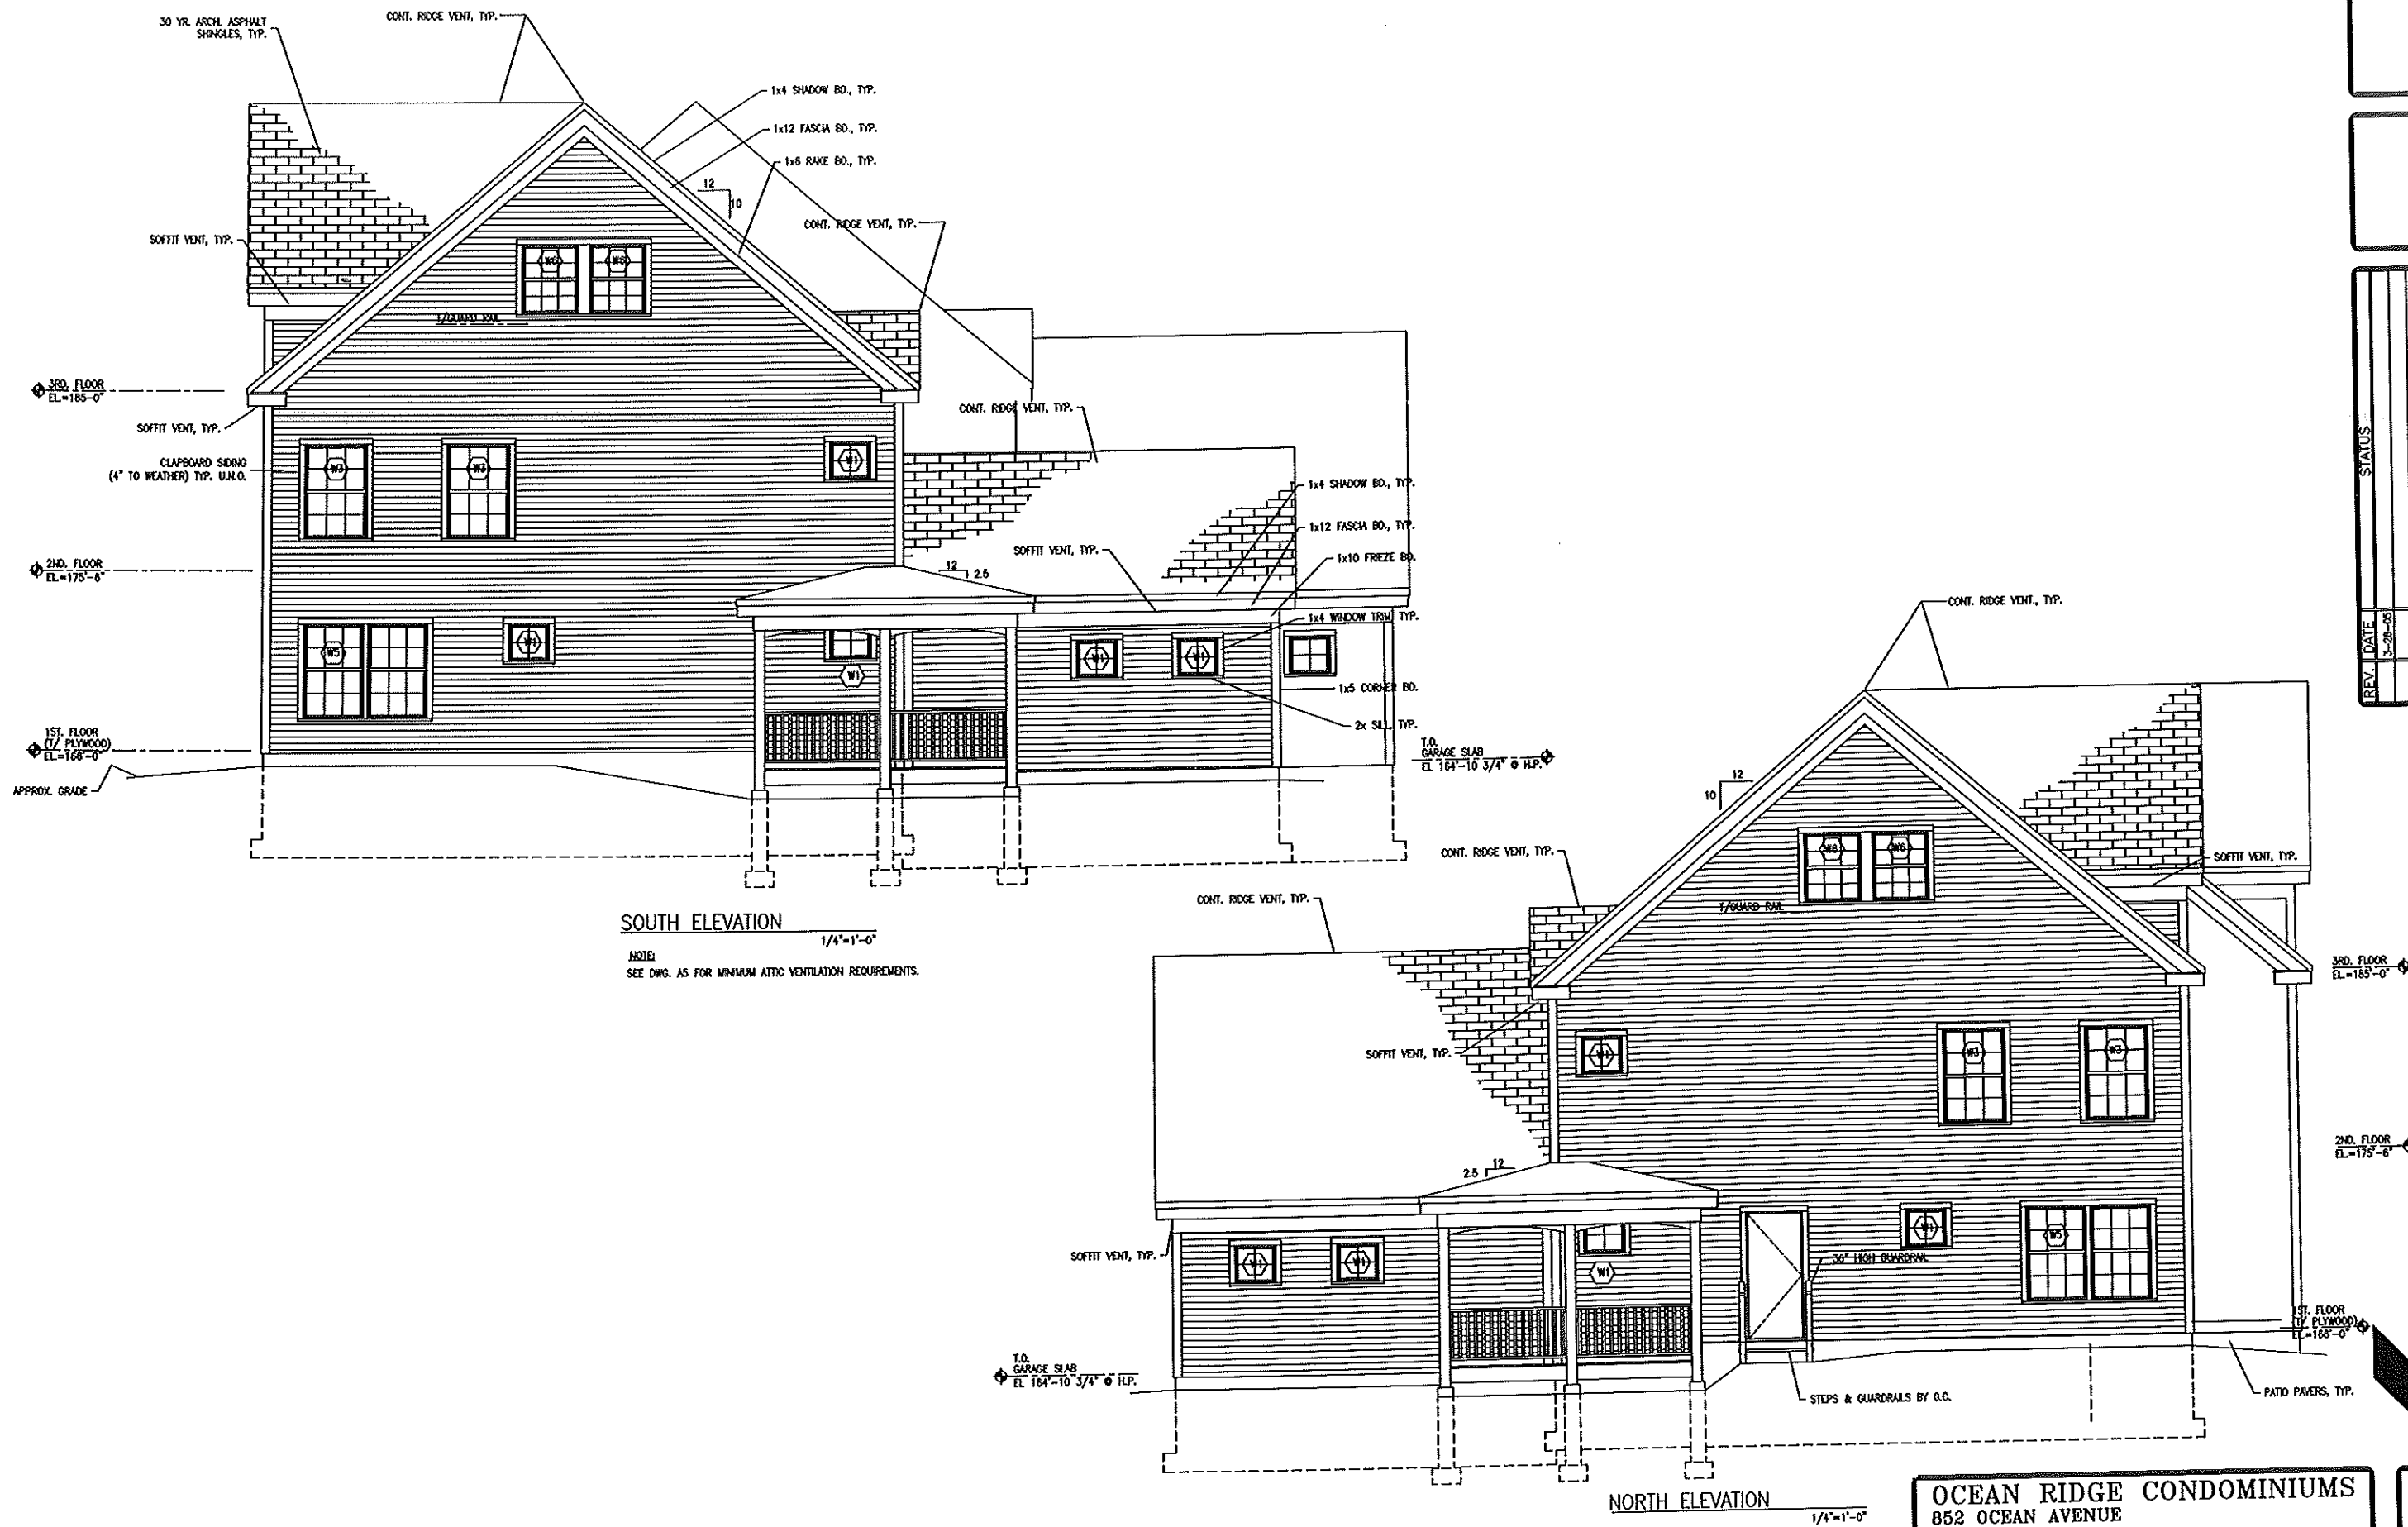 30 YR. ARCH. ASPHALT
SHINGLES, TYP.
CONT. RIDGE VENT, TYP.
1x4 SHADOW BD., TYP.
1x12 FASCIA BD., TYP.
1x6 RAKE BD., TYP.
12
10
CONT. RIDGE VENT, TYP.
SOFFIT VENT, TYP.
W6
W6
T/GUARD RAIL
3RD. FLOOR
EL.=185-0"
SOFFIT VENT, TYP.
CLAPBOARD SIDING
(4" TO WEATHER) TYP. U.N.O.
W3
W3
W1
CONT. RIDGE VENT, TYP.
1x4 SHADOW BD., TYP.
1x12 FASCIA BD., TYP.
SOFFIT VENT, TYP.
1x10 FRIEZE BD.
2ND. FLOOR
EL.=175'-6"
12
2.5
1x4 WINDOW TRIM, TYP.
W5
W1
W1
W1
W1
1x5 CORNER BD.
2x SILL, TYP.
1ST. FLOOR
(T/ PLYWOOD)
EL.=166'-0"
APPROX. GRADE
T.O.
GARAGE SLAB
EL 164'-10 3/4" @ H.P.
SOUTH ELEVATION
1/4"=1'-0"
NOTE:
SEE DWG. A5 FOR MINIMUM ATTIC VENTILATION REQUIREMENTS.
STATUS
REV.
DATE
3-28-05
CONT. RIDGE VENT., TYP.
12
10
CONT. RIDGE VENT, TYP.
CONT. RIDGE VENT, TYP.
W6
W6
SOFFIT VENT, TYP.
T/GUARD RAIL
3RD. FLOOR
EL.=185'-0"
SOFFIT VENT, TYP.
W1
W3
W3
2ND. FLOOR
EL.=175'-6"
12
2.5
SOFFIT VENT, TYP.
W1
W1
W1
36" HIGH GUARDRAIL
W1
W5
1ST. FLOOR
(T/ PLYWOOD)
EL.=166'-0"
T.O.
GARAGE SLAB
EL 164'-10 3/4" @ H.P.
STEPS & GUARDRAILS BY G.C.
PATIO PAVERS, TYP.
NORTH ELEVATION
1/4"=1'-0"
OCEAN RIDGE CONDOMINIUMS
852 OCEAN AVENUE